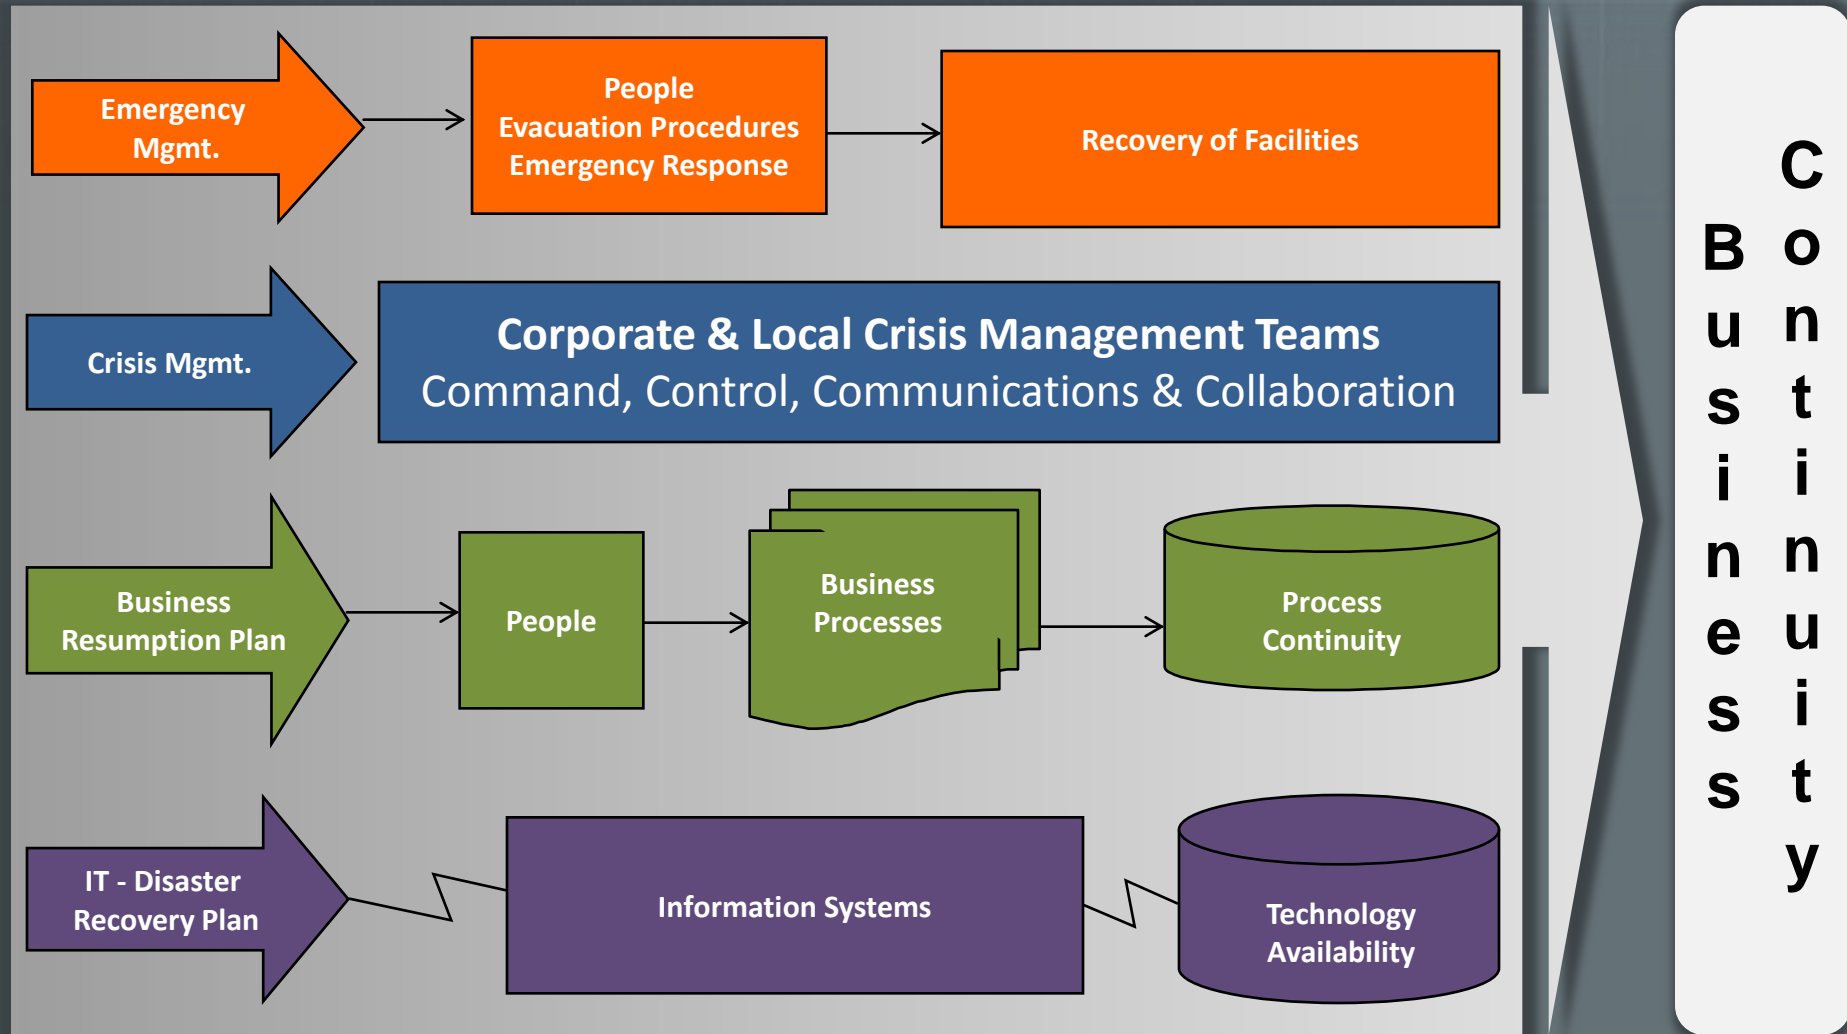 Emergency
Mgmt.
People
Evacuation Procedures
Emergency Response
Recovery of Facilities
Crisis Mgmt.
Corporate & Local Crisis Management Teams
Command, Control, Communications & Collaboration
Business
Resumption Plan
People
Business
Processes
Process
Continuity
IT - Disaster
Recovery Plan
Information Systems
Technology
Availability
Business
Continuity